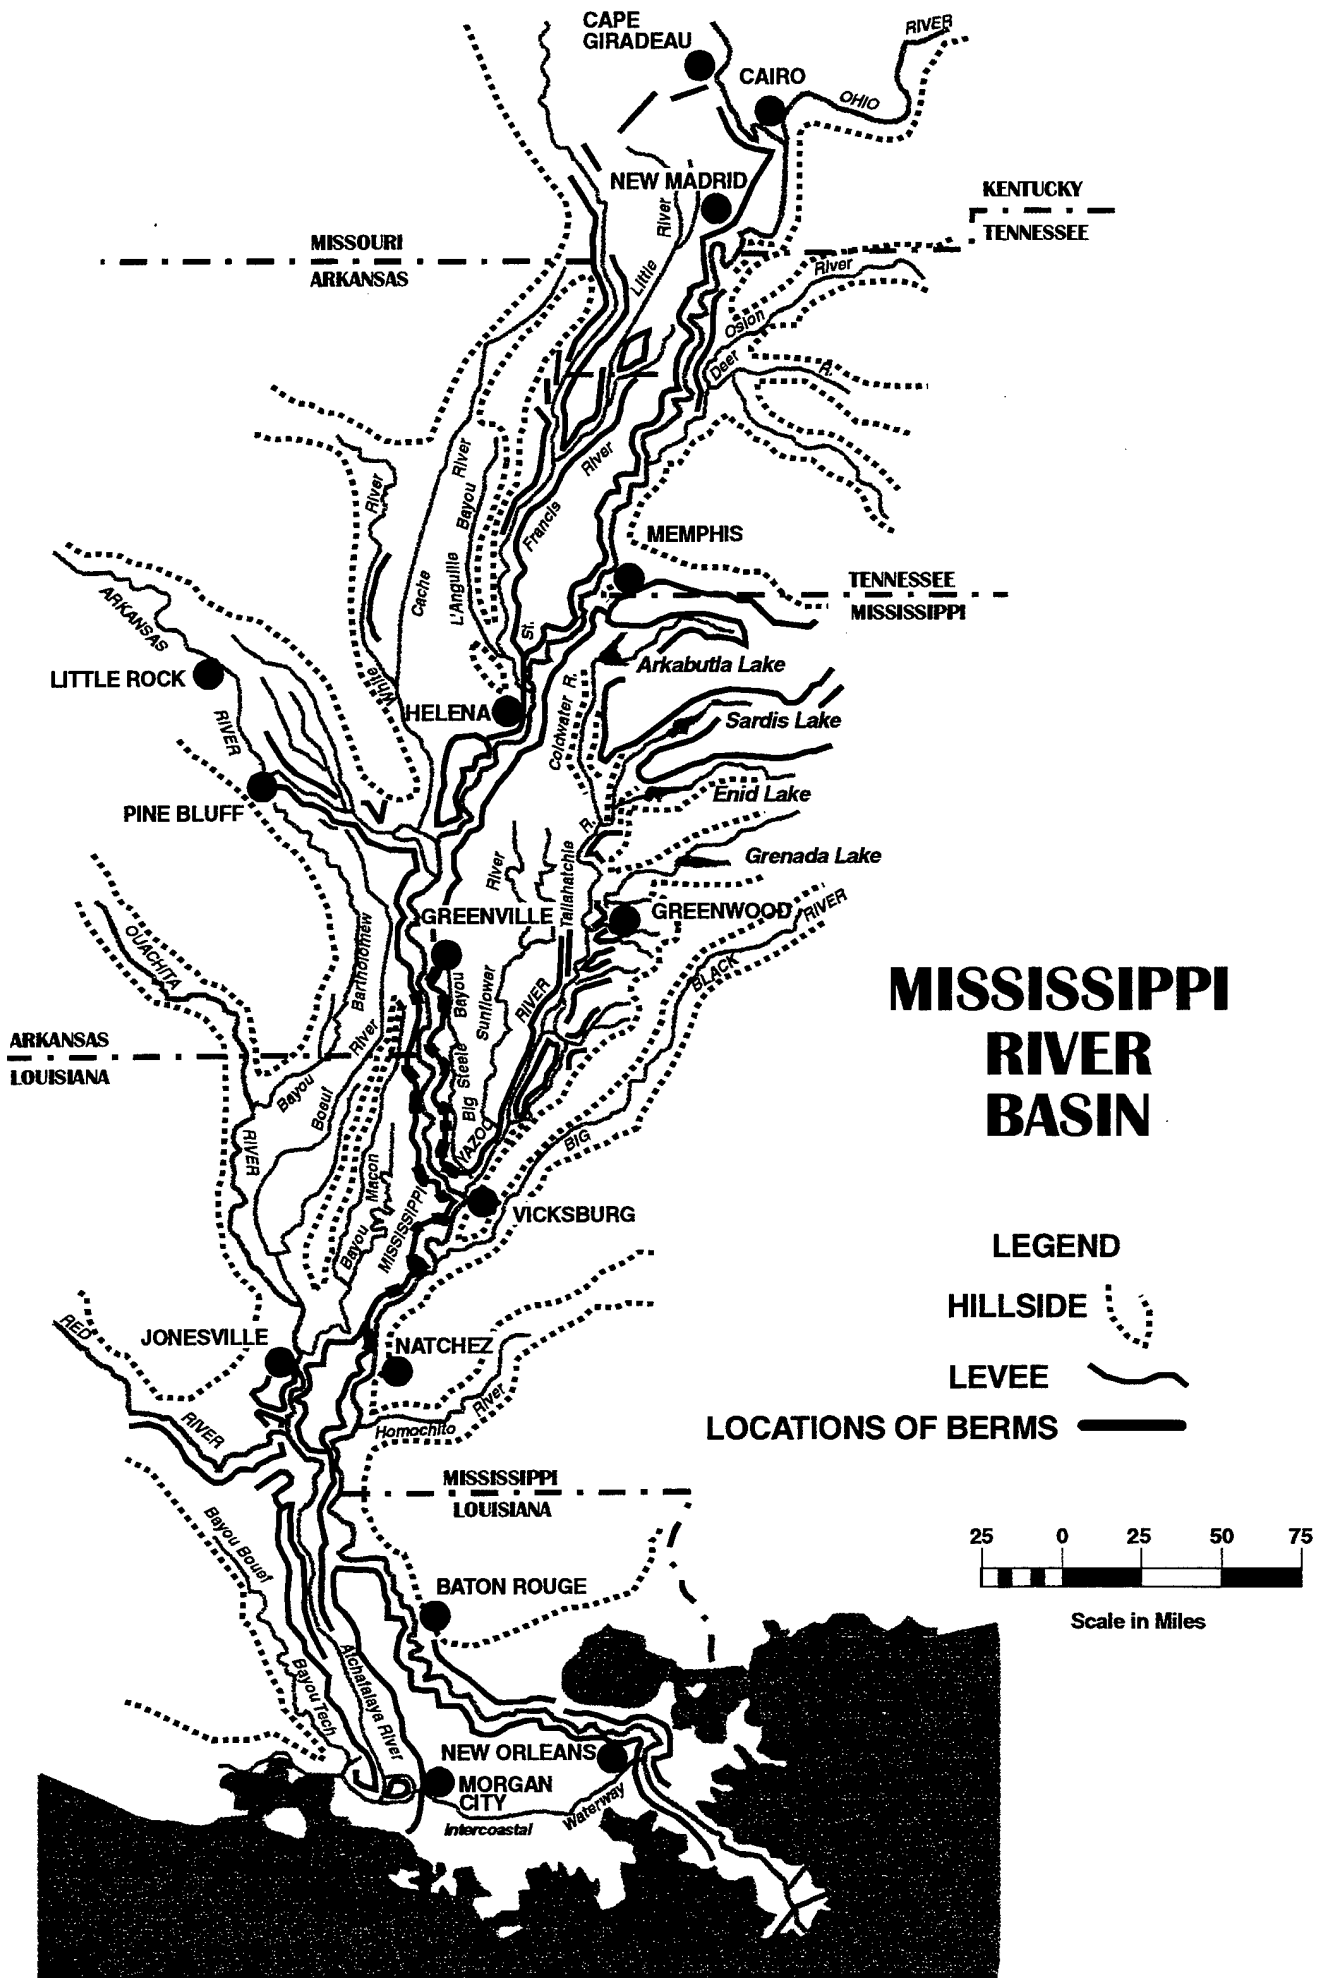 CAPE
GIRADEAU
RIVER
CAIRO
OHIO
NEW MADRID
River
KENTUCKY
TENNESSEE
MISSOURI
ARKANSAS
Little
River
Osion
Deer
R.
River
River
River
Bayou
Francis
MEMPHIS
Cache
L'Anguille
TENNESSEE
MISSISSIPPI
ARKANSAS
St.
Arkabutla Lake
LITTLE ROCK
White
HELENA
Coldwater R.
Sardis Lake
RIVER
Enid Lake
PINE BLUFF
R.
Grenada Lake
River
Tallahatchie
GREENVILLE
GREENWOOD
RIVER
OUACHITA
Bartholomew
BLACK
Bayou
Sunflower
RIVER
MISSISSIPPI
RIVER
BASIN
ARKANSAS
LOUISIANA
River
Steele
Big
Bayou
Boeuf
YAZOO
BIG
RIVER
Macon
Bayou
MISSISSIPPI
VICKSBURG
LEGEND
HILLSIDE
LEVEE
LOCATIONS OF BERMS
RED
JONESVILLE
NATCHEZ
River
RIVER
Homochito
MISSISSIPPI
LOUISIANA
Bayou Bouef
25 0 25 50 75
Scale in Miles
BATON ROUGE
Bayou Tech
Atchafalaya River
NEW ORLEANS
MORGAN
CITY
Intercoastal
Waterway